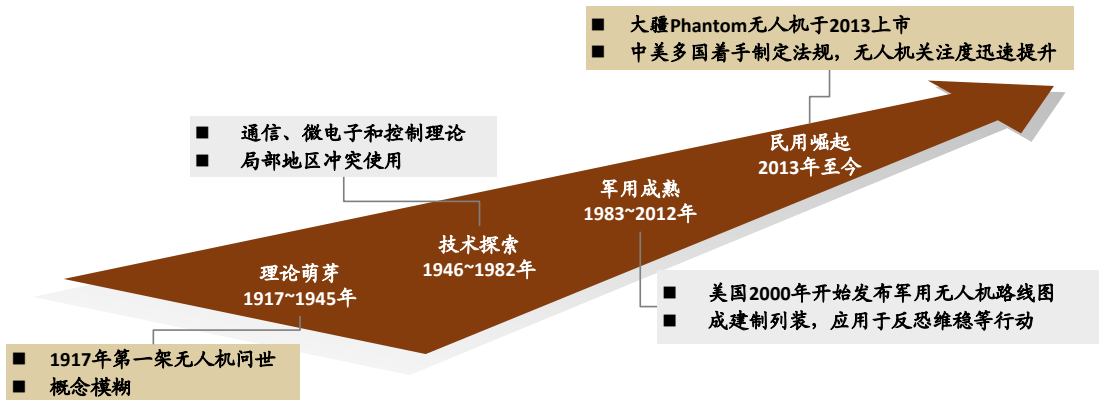 ■ 大疆Phantom无人机于2013上市
■ 中美多国着手制定法规，无人机关注度迅速提升
■ 通信、微电子和控制理论
■ 局部地区冲突使用
民用崛起
2013年至今
军用成熟
1983~2012年
技术探索
1946~1982年
理论萌芽
1917~1945年
■ 美国2000年开始发布军用无人机路线图
■ 成建制列装，应用于反恐维稳等行动
■ 1917年第一架无人机问世
■ 概念模糊